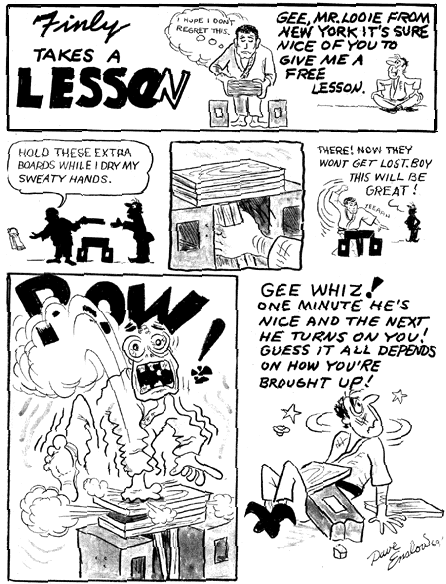 Finly
TAKES A
LESSON
I HOPE I DON'T
REGRET THIS.
GEE, MR. LOOIE FROM
NEW YORK IT'S SURE
NICE OF YOU TO
GIVE ME A
FREE
LESSON.
HOLD THESE EXTRA
BOARDS WHILE I DRY MY
SWEATY HANDS.
THERE! NOW THEY
WONT GET LOST. BOY
THIS WILL BE
GREAT!
POW!
GEE WHIZ!
ONE MINUTE HE'S
NICE AND THE NEXT
HE TURNS ON YOU!
GUESS IT ALL DEPENDS
ON HOW YOU'RE
BROUGHT UP!
Dave
Enslow